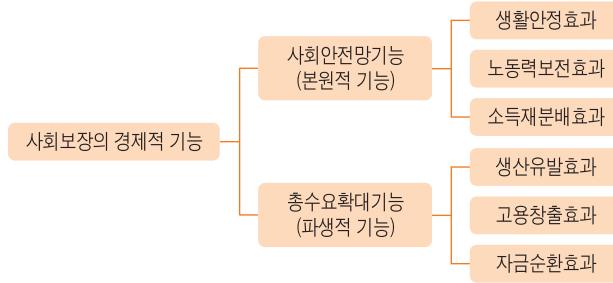 사회보장의 경제적 기능
사회안전망기능
(본원적 기능)
생활안정효과
노동력보전효과
소득재분배효과
총수요확대기능
(파생적 기능)
생산유발효과
고용창출효과
자금순환효과